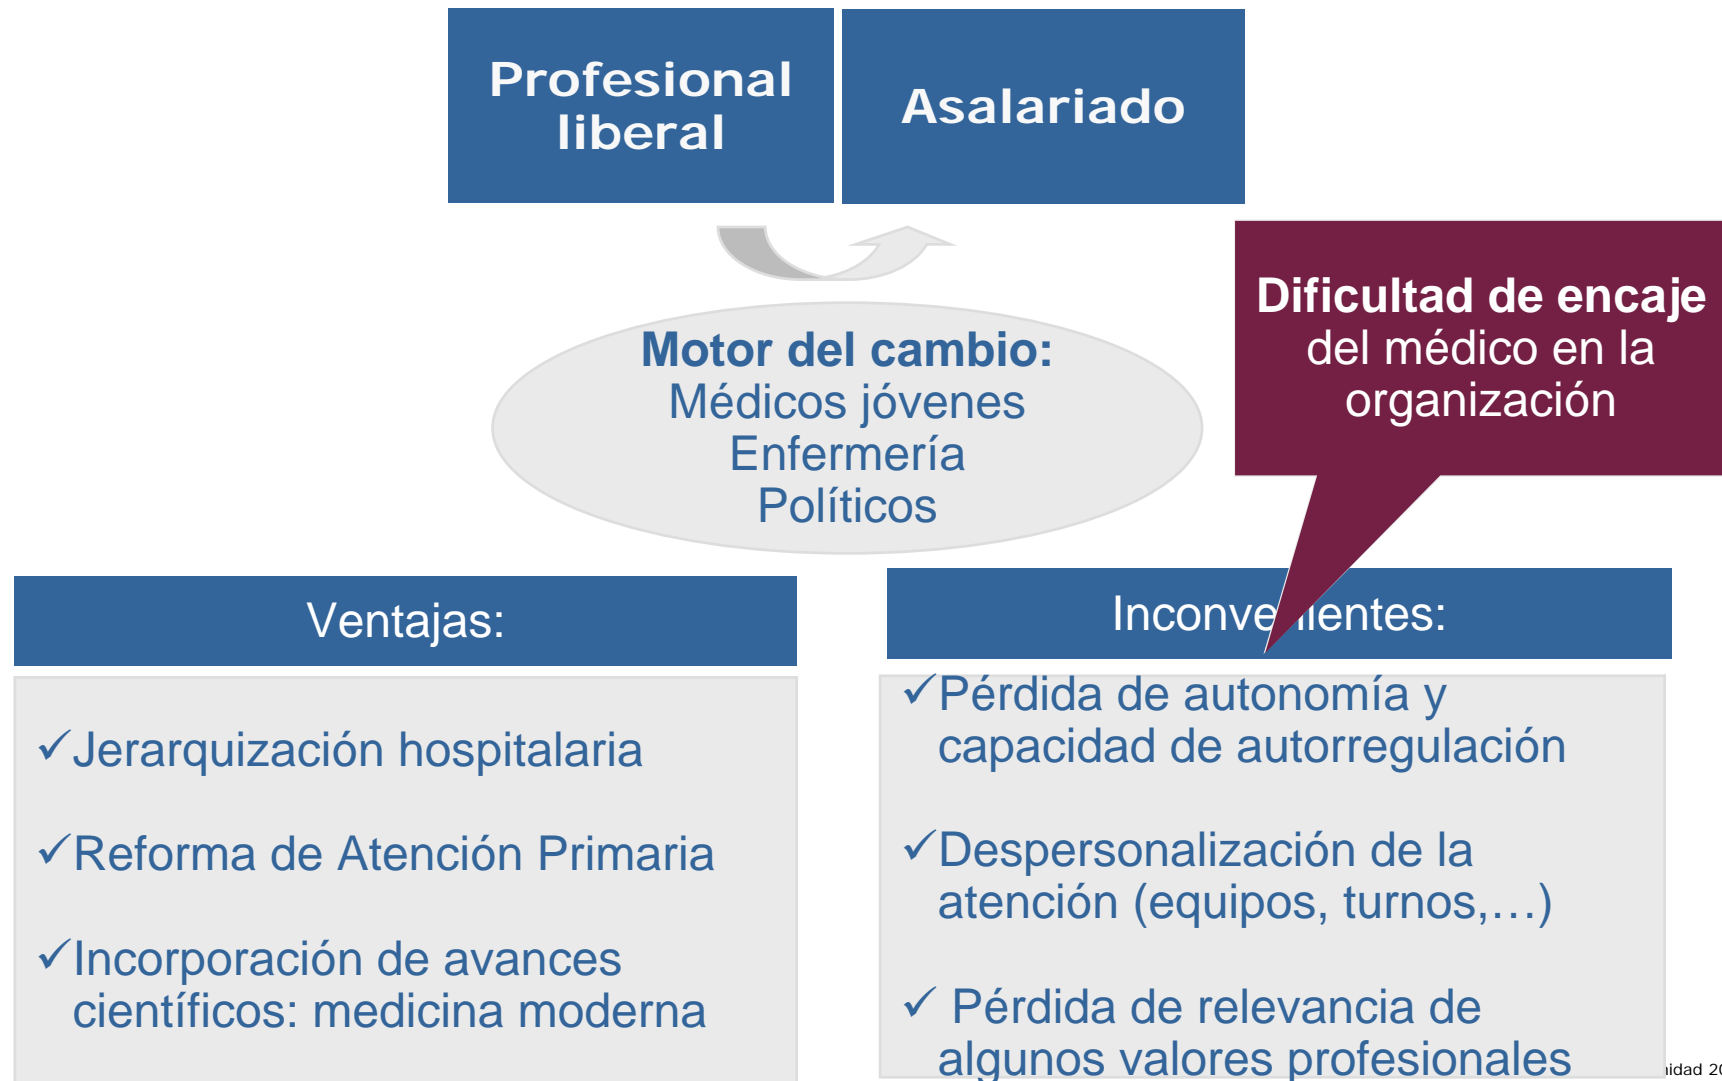 Profesional
liberal
Asalariado
Motor del cambio:
Médicos jóvenes
Enfermería
Políticos
Dificultad de encaje
del médico en la
organización
Ventajas:
✓Jerarquización hospitalaria
✓Reforma de Atención Primaria
✓Incorporación de avances
científicos: medicina moderna
Inconvenientes:
✓Pérdida de autonomía y
capacidad de autorregulación
✓Despersonalización de la
atención (equipos, turnos,…)
✓ Pérdida de relevancia de
algunos valores profesionales